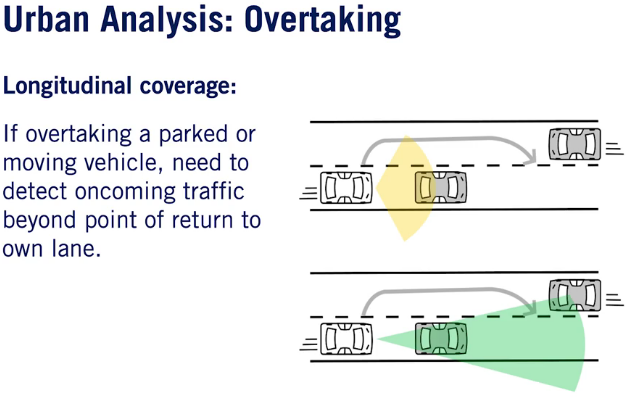 Urban Analysis: Overtaking
Longitudinal coverage:
If overtaking a parked or
moving vehicle, need to
detect oncoming traffic
beyond point of return to
own lane.